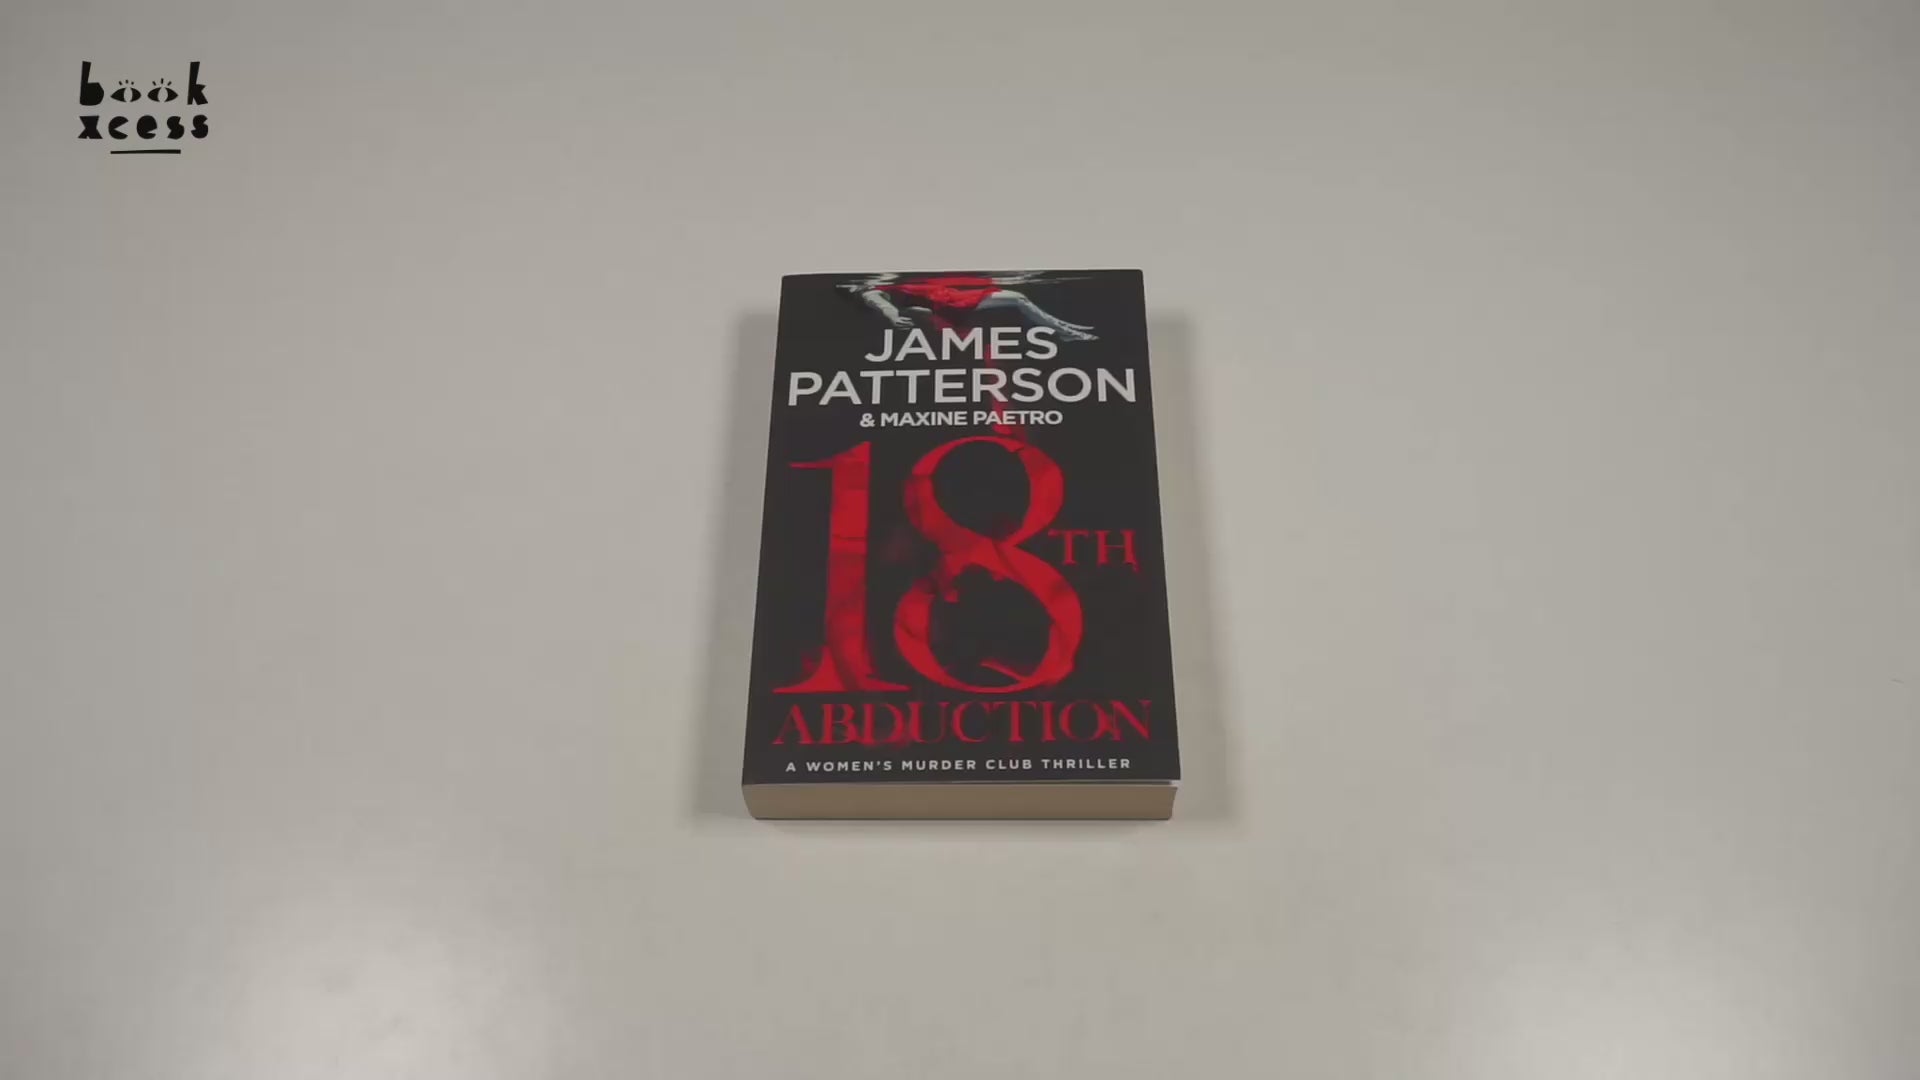 book
xcess
JAMES
PATTERSON
& MAXINE PAETRO
18TH
ABDUCTION
A WOMEN'S MURDER CLUB THRILLER